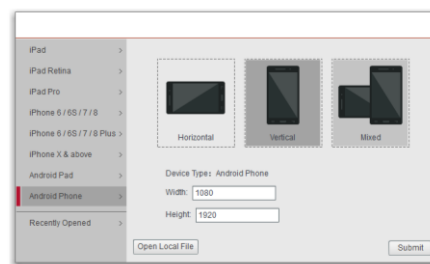 iPad >
iPad Retina >
iPad Pro >
iPhone 6 / 6S / 7 / 8 >
iPhone 6 / 6S / 7 / 8 Plus >
iPhone X & above >
Android Pad >
Android Phone >
Recently Opened >
Horizontal
Vertical
Mixed
Device Type: Android Phone
Width: 1080
Height: 1920
Open Local File
Submit